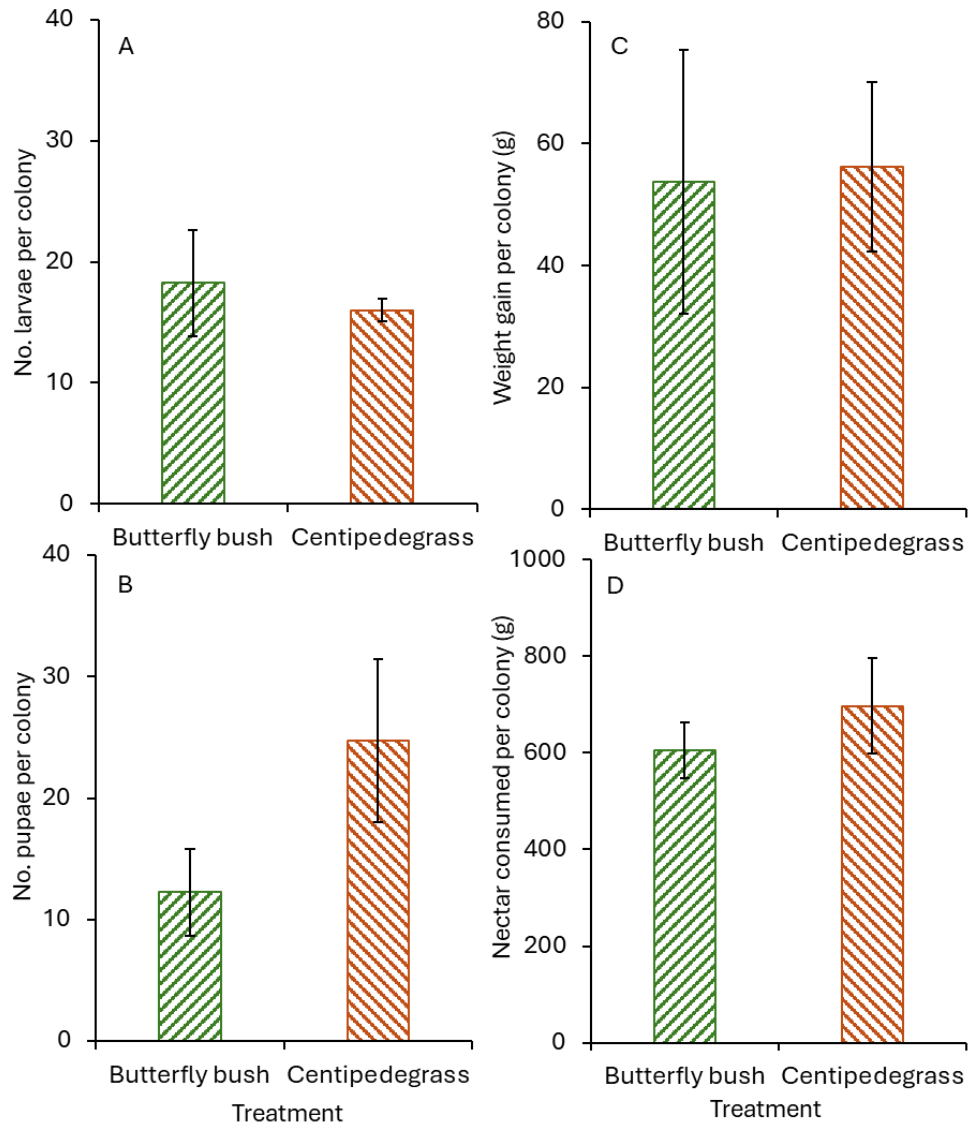 A
No. larvae per colony
40
30
20
10
0
Butterfly bush
Centipedegrass
B
No. pupae per colony
40
30
20
10
0
Butterfly bush
Centipedegrass
Treatment
C
Weight gain per colony (g)
80
60
40
20
0
Butterfly bush
Centipedegrass
D
Nectar consumed per colony (g)
1000
800
600
400
200
0
Butterfly bush
Centipedegrass
Treatment